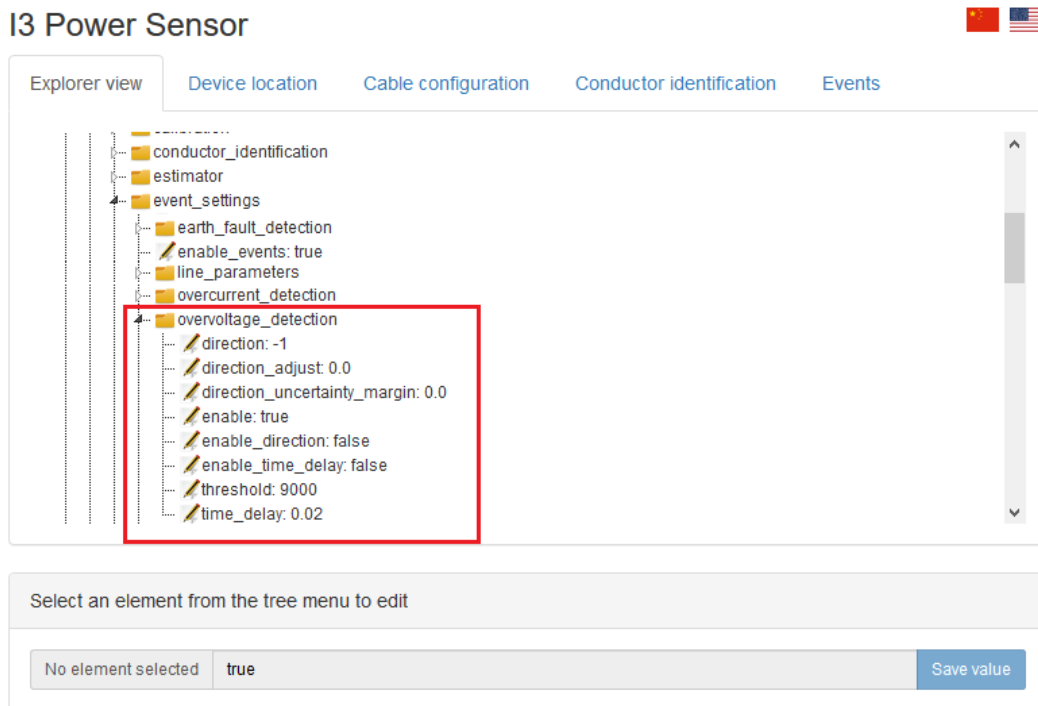 I3 Power Sensor
Explorer view Device location Cable configuration Conductor identification Events
conductor_identification
estimator
event_settings
earth_fault_detection
enable_events: true
line_parameters
overcurrent_detection
overvoltage_detection
direction: -1
direction_adjust: 0.0
direction_uncertainty_margin: 0.0
enable: true
enable_direction: false
enable_time_delay: false
threshold: 9000
time_delay: 0.02
Select an element from the tree menu to edit
No element selected true Save value